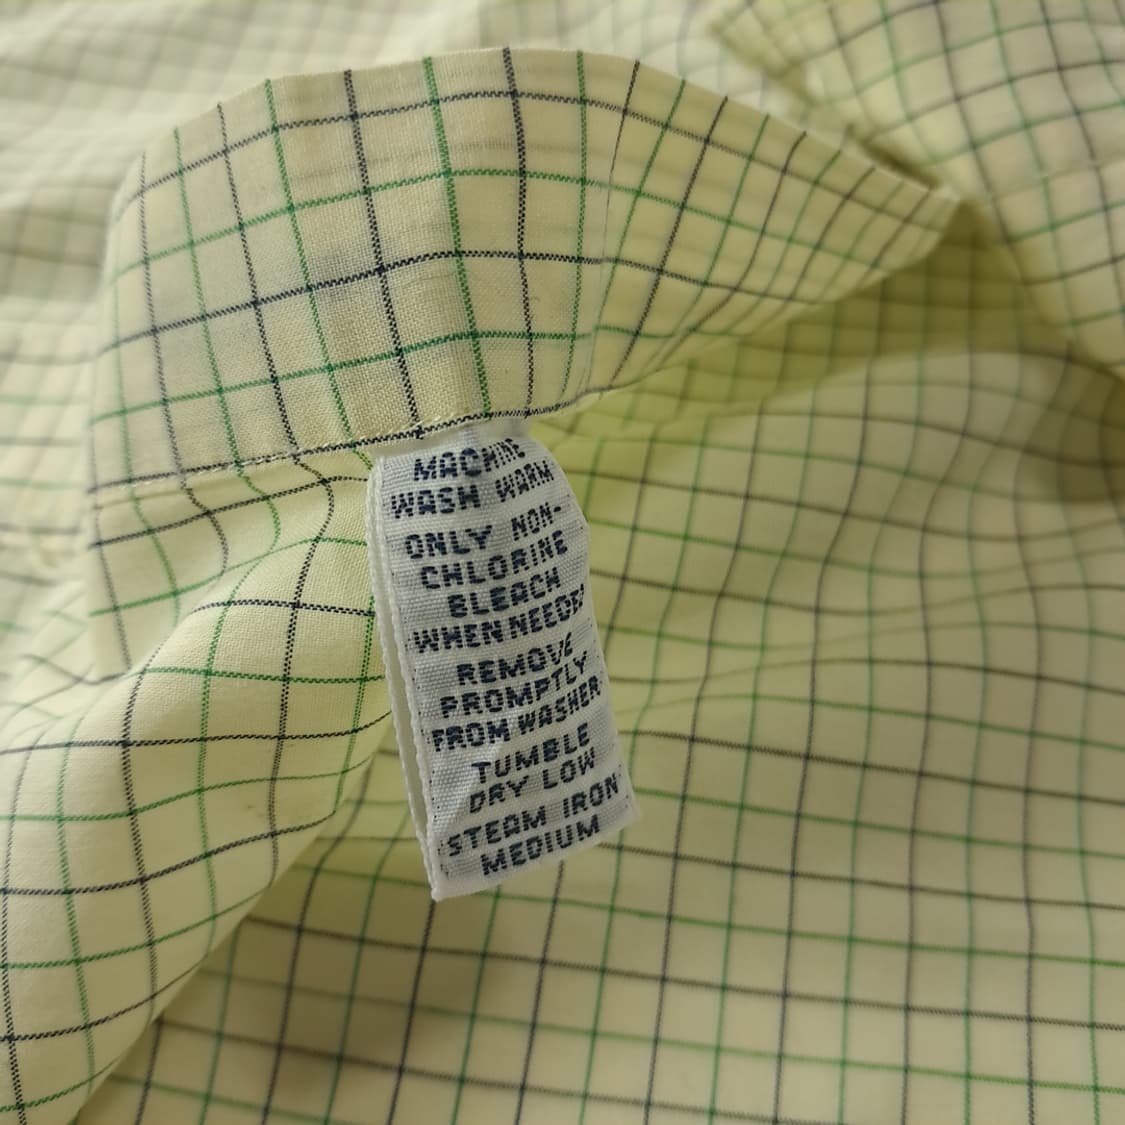 MACHINE
WASH WARM
ONLY NON-
CHLORINE
BLEACH
WHEN NEEDED
REMOVE
PROMPTLY
FROM WASHER
TUMBLE
DRY LOW
STEAM IRON
MEDIUM